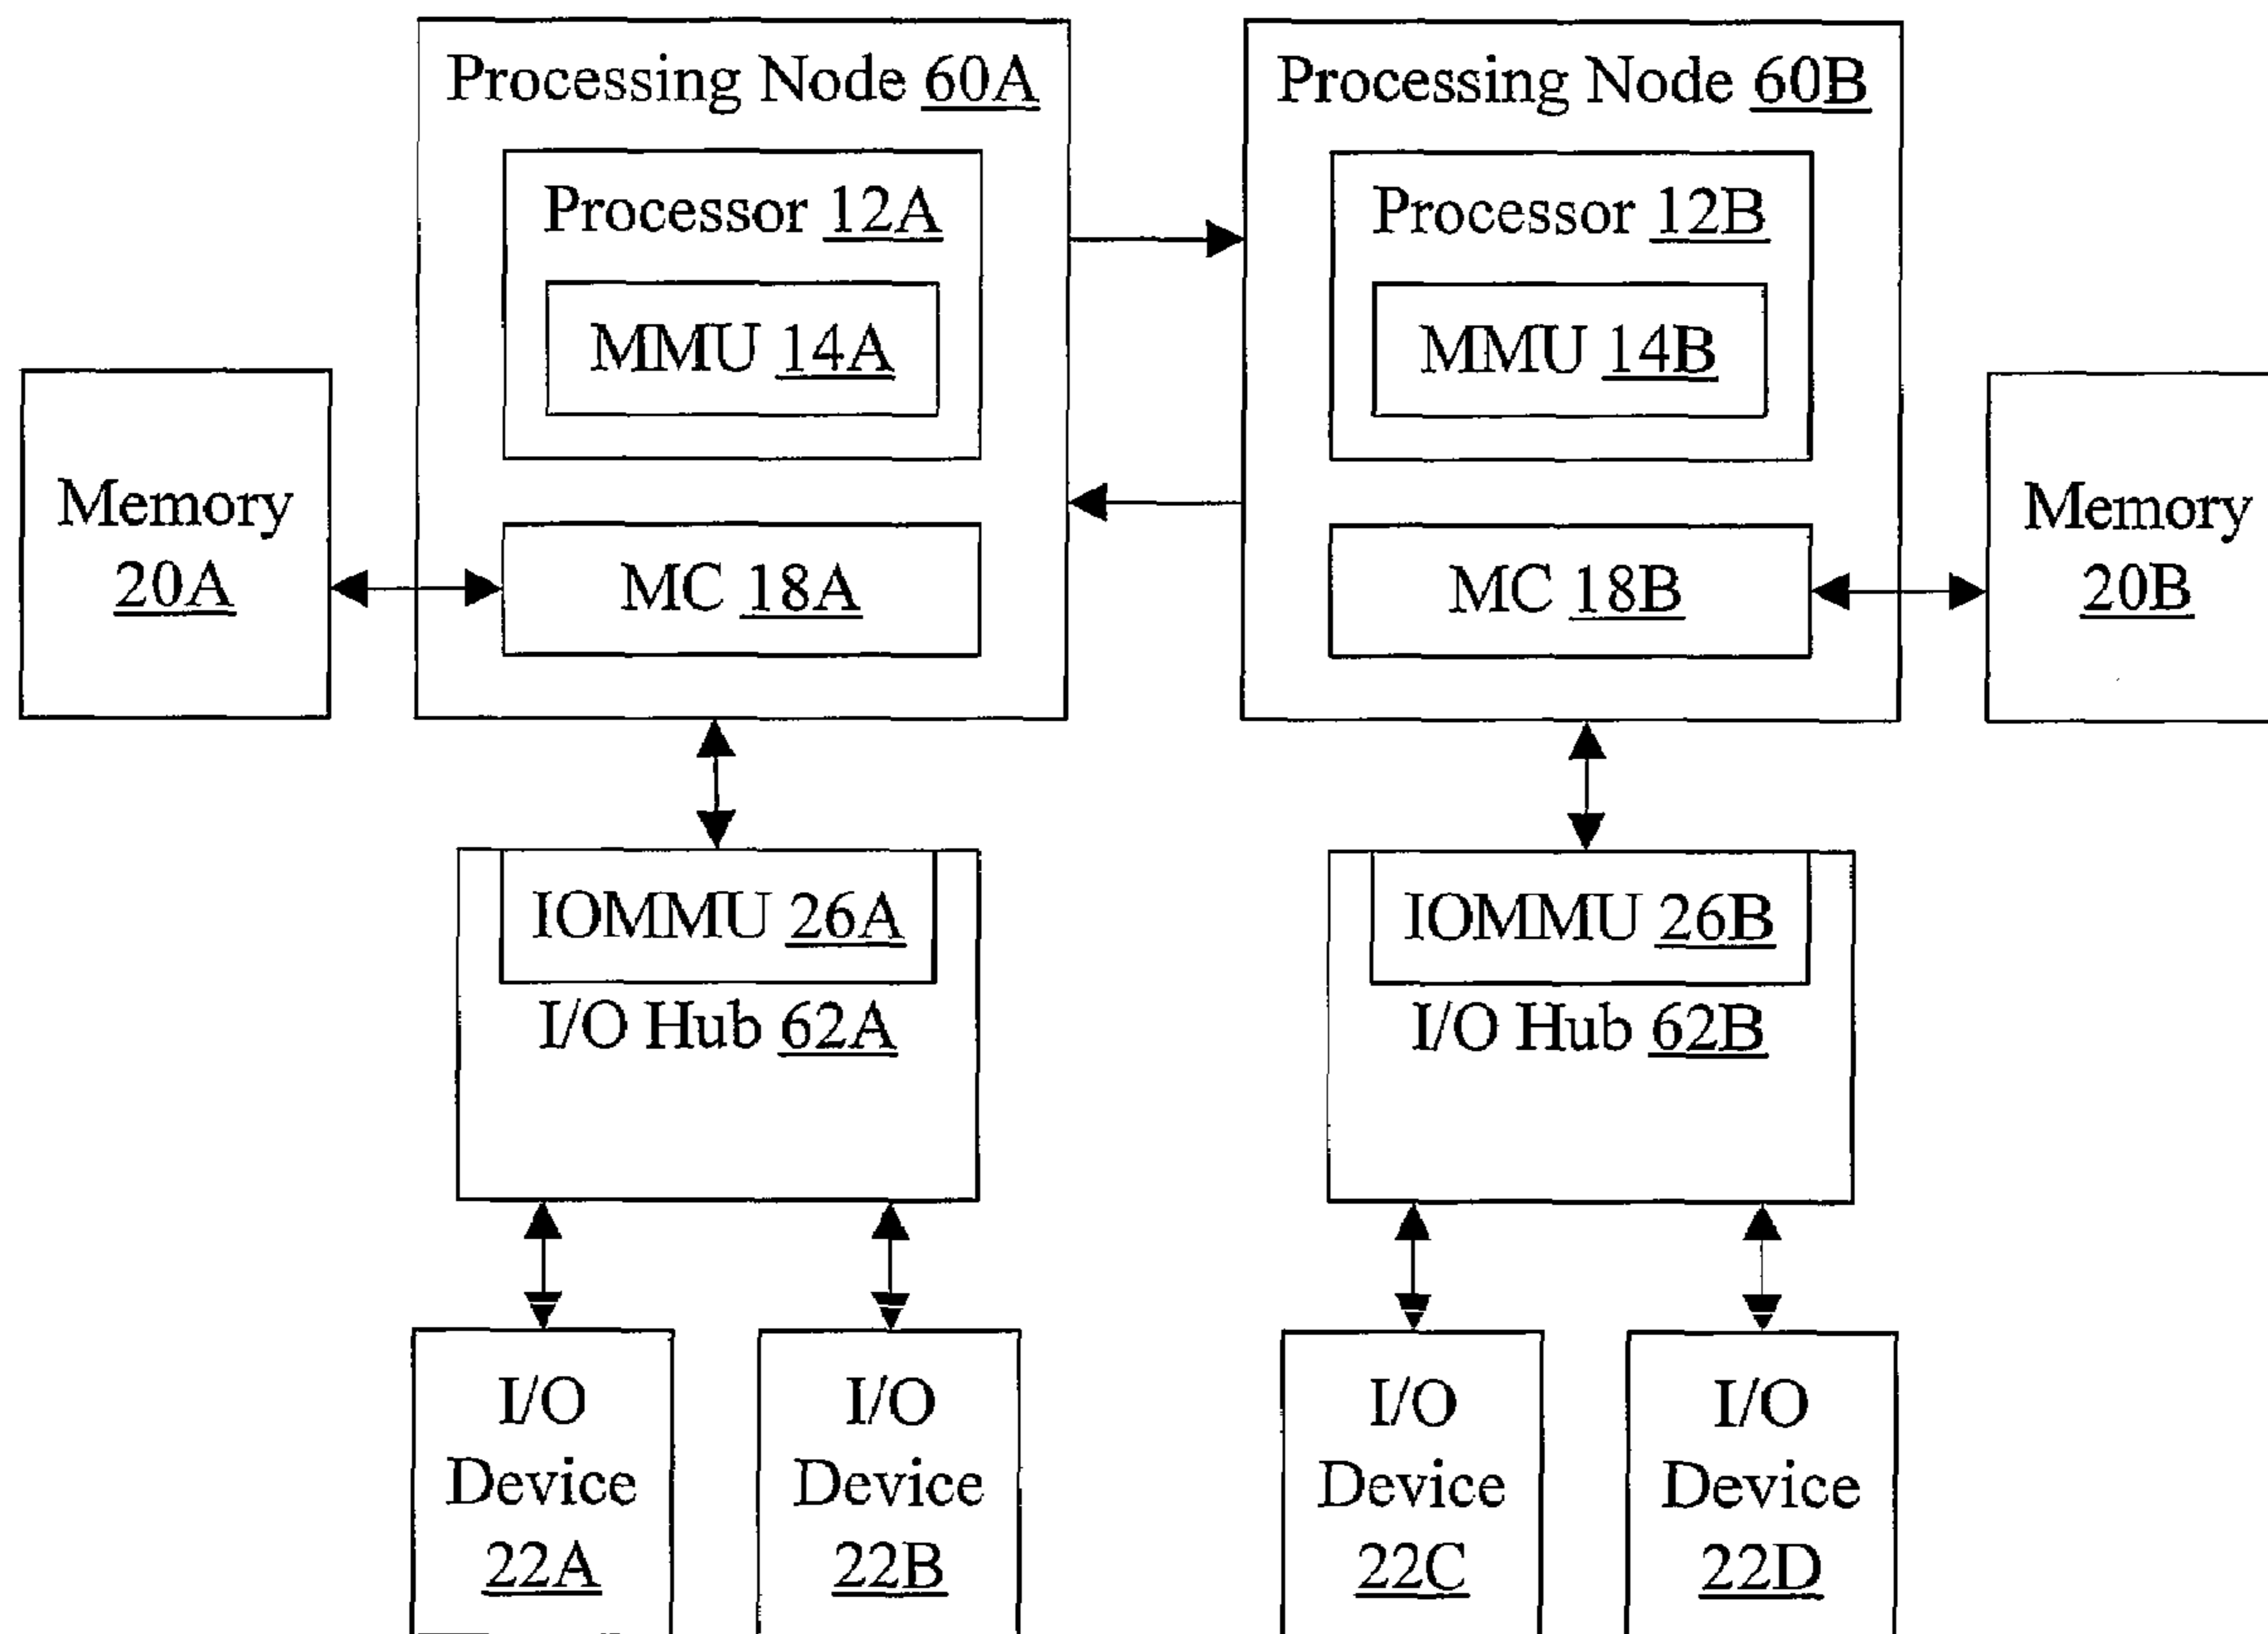 Processing Node 60A
Processor 12A
MMU 14A
MC 18A
Memory
20A
Processing Node 60B
Processor 12B
MMU 14B
MC 18B
Memory
20B
IOMMU 26A
I/O Hub 62A
IOMMU 26B
I/O Hub 62B
I/O
Device
22A
I/O
Device
22B
I/O
Device
22C
I/O
Device
22D